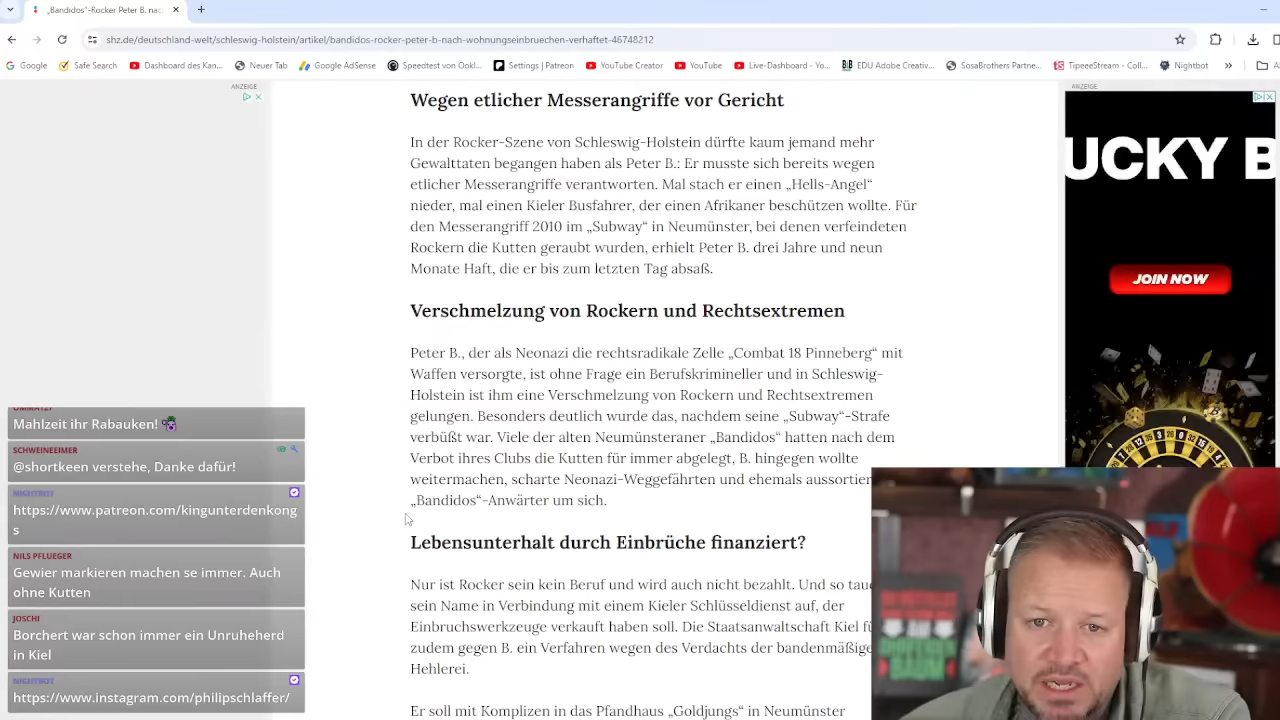 „Bandidos“-Rocker Peter B. nac
shz.de/deutschland-welt/schleswig-holstein/artikel/bandidos-rocker-peter-b-nach-wohnungseinbruechen-verhaftet-46748212
Google Safe Search Dashboard des Kan... Neuer Tab Google AdSense Speedtest von Ookl... Settings | Patreon YouTube Creator YouTube Live-Dashboard - Yo... EDU Adobe Creativ... SosaBrothers Partne... TipeeeStream - Coll... Nightbot
ANZEIGE
ANZEIGE
Wegen etlicher Messerangriffe vor Gericht
In der Rocker-Szene von Schleswig-Holstein dürfte kaum jemand mehr
Gewalttaten begangen haben als Peter B.: Er musste sich bereits wegen
etlicher Messerangriffe verantworten. Mal stach er einen „Hells-Angel“
nieder, mal einen Kieler Busfahrer, der einen Afrikaner beschützen wollte. Für
den Messerangriff 2010 im „Subway“ in Neumünster, bei denen verfeindeten
Rockern die Kutten geraubt wurden, erhielt Peter B. drei Jahre und neun
Monate Haft, die er bis zum letzten Tag absaß.
Verschmelzung von Rockern und Rechtsextremen
Peter B., der als Neonazi die rechtsradikale Zelle „Combat 18 Pinneberg“ mit
Waffen versorgte, ist ohne Frage ein Berufskrimineller und in Schleswig-
Holstein ist ihm eine Verschmelzung von Rockern und Rechtsextremen
gelungen. Besonders deutlich wurde das, nachdem seine „Subway“-Strafe
verbüßt war. Viele der alten Neumünsteraner „Bandidos“ hatten nach dem
Verbot ihres Clubs die Kutten für immer abgelegt, B. hingegen wollte
weitermachen, scharte Neonazi-Weggefährten und ehemals aussortier
„Bandidos“-Anwärter um sich.
Lebensunterhalt durch Einbrüche finanziert?
Nur ist Rocker sein kein Beruf und wird auch nicht bezahlt. Und so tau
sein Name in Verbindung mit einem Kieler Schlüsseldienst auf, der
Einbruchswerkzeuge verkauft haben soll. Die Staatsanwaltschaft Kiel f
zudem gegen B. ein Verfahren wegen des Verdachts der bandenmäßige
Hehlerei.
Er soll mit Komplizen in das Pfandhaus „Goldjungs“ in Neumünster
UCKY B
JOIN NOW
Mahlzeit ihr Rabauken!
SCHWEINEEIMER
@shortkeen verstehe, Danke dafür!
NIGHTBOT
https://www.patreon.com/kingunterdenkong
s
NILS PFLUEGER
Gewier markieren machen se immer. Auch
ohne Kutten
JOSCHI
Borchert war schon immer ein Unruheherd
in Kiel
NIGHTBOT
https://www.instagram.com/philipschlaffer/